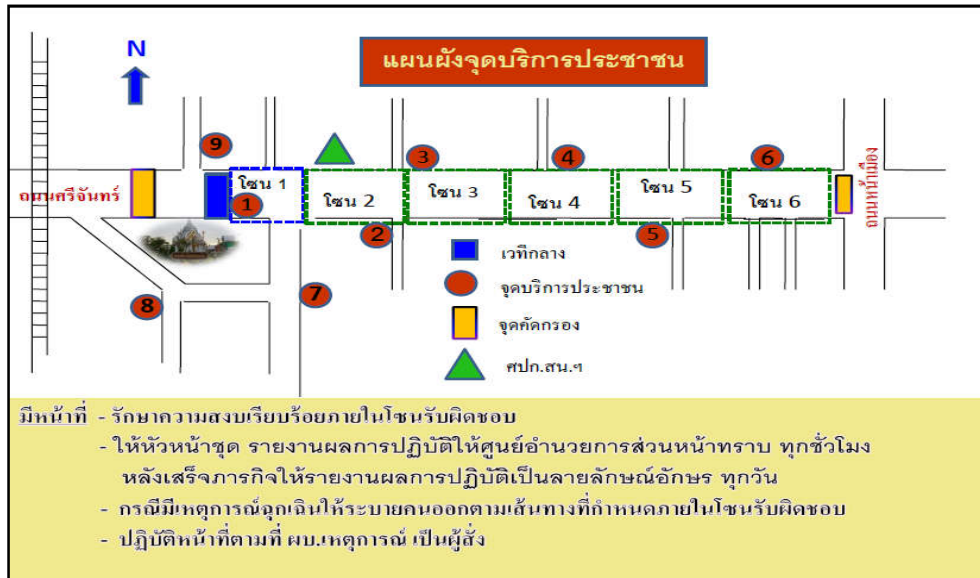 แผนผังจุดบริการประชาชน
N
9
3
4
6
ถนนศรีจันทร์
โซน 1
โซน 2
โซน 3
โซน 4
โซน 5
โซน 6
ถนนหน้าเมือง
1
2
5
เวทีกลาง
จุดบริการประชาชน
7
8
จุดคัดกรอง
ศปก.สน.ฯ
มีหน้าที่ - รักษาความสงบเรียบร้อยภายในโซนรับผิดชอบ
- ให้หัวหน้าชุด รายงานผลการปฏิบัติให้ศูนย์อำนวยการส่วนหน้าทราบ ทุกชั่วโมง
หลังเสร็จภารกิจให้รายงานผลการปฏิบัติเป็นลายลักษณ์อักษร ทุกวัน
- กรณีมีเหตุการณ์ฉุกเฉินให้ระบายคนออกตามเส้นทางที่กำหนดภายในโซนรับผิดชอบ
- ปฏิบัติหน้าที่ตามที่ ผบ.เหตุการณ์ เป็นผู้สั่ง